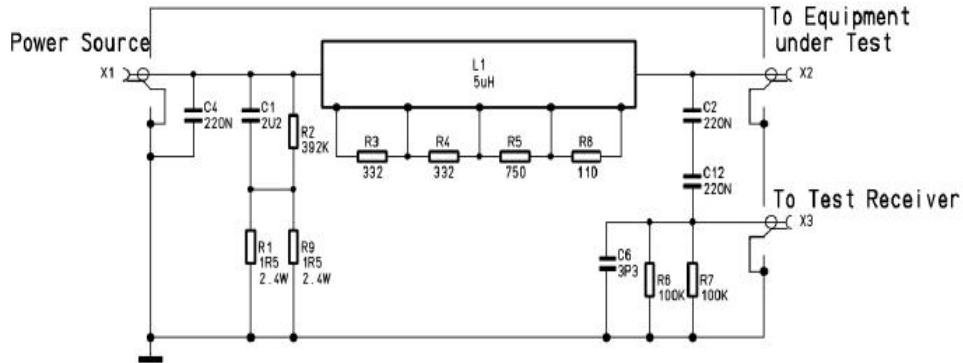 To Equipment
under Test
Power Source
X1
L1
5uH
X2
C4
220N
C1
2U2
R2
392K
R3
332
R4
332
R5
750
R8
110
C2
220N
C12
220N
To Test Receiver
X3
R1
1R5
2.4W
R9
1R5
2.4W
C6
3P3
R6
100K
R7
100K